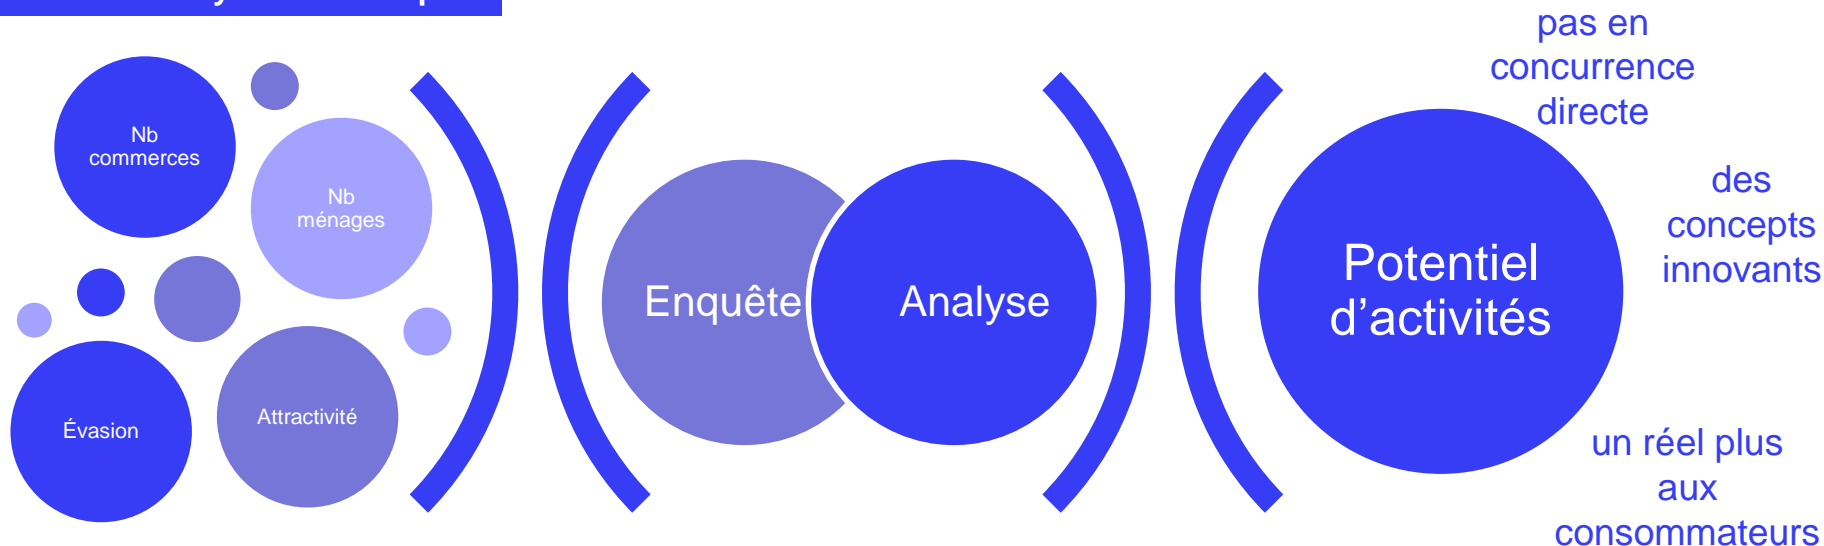 Nb
commerces
Nb
ménages
Évasion
Attractivité
Enquête
Analyse
Potentiel
d’activités
pas en
concurrence
directe
des
concepts
innovants
un réel plus
aux
consommateurs